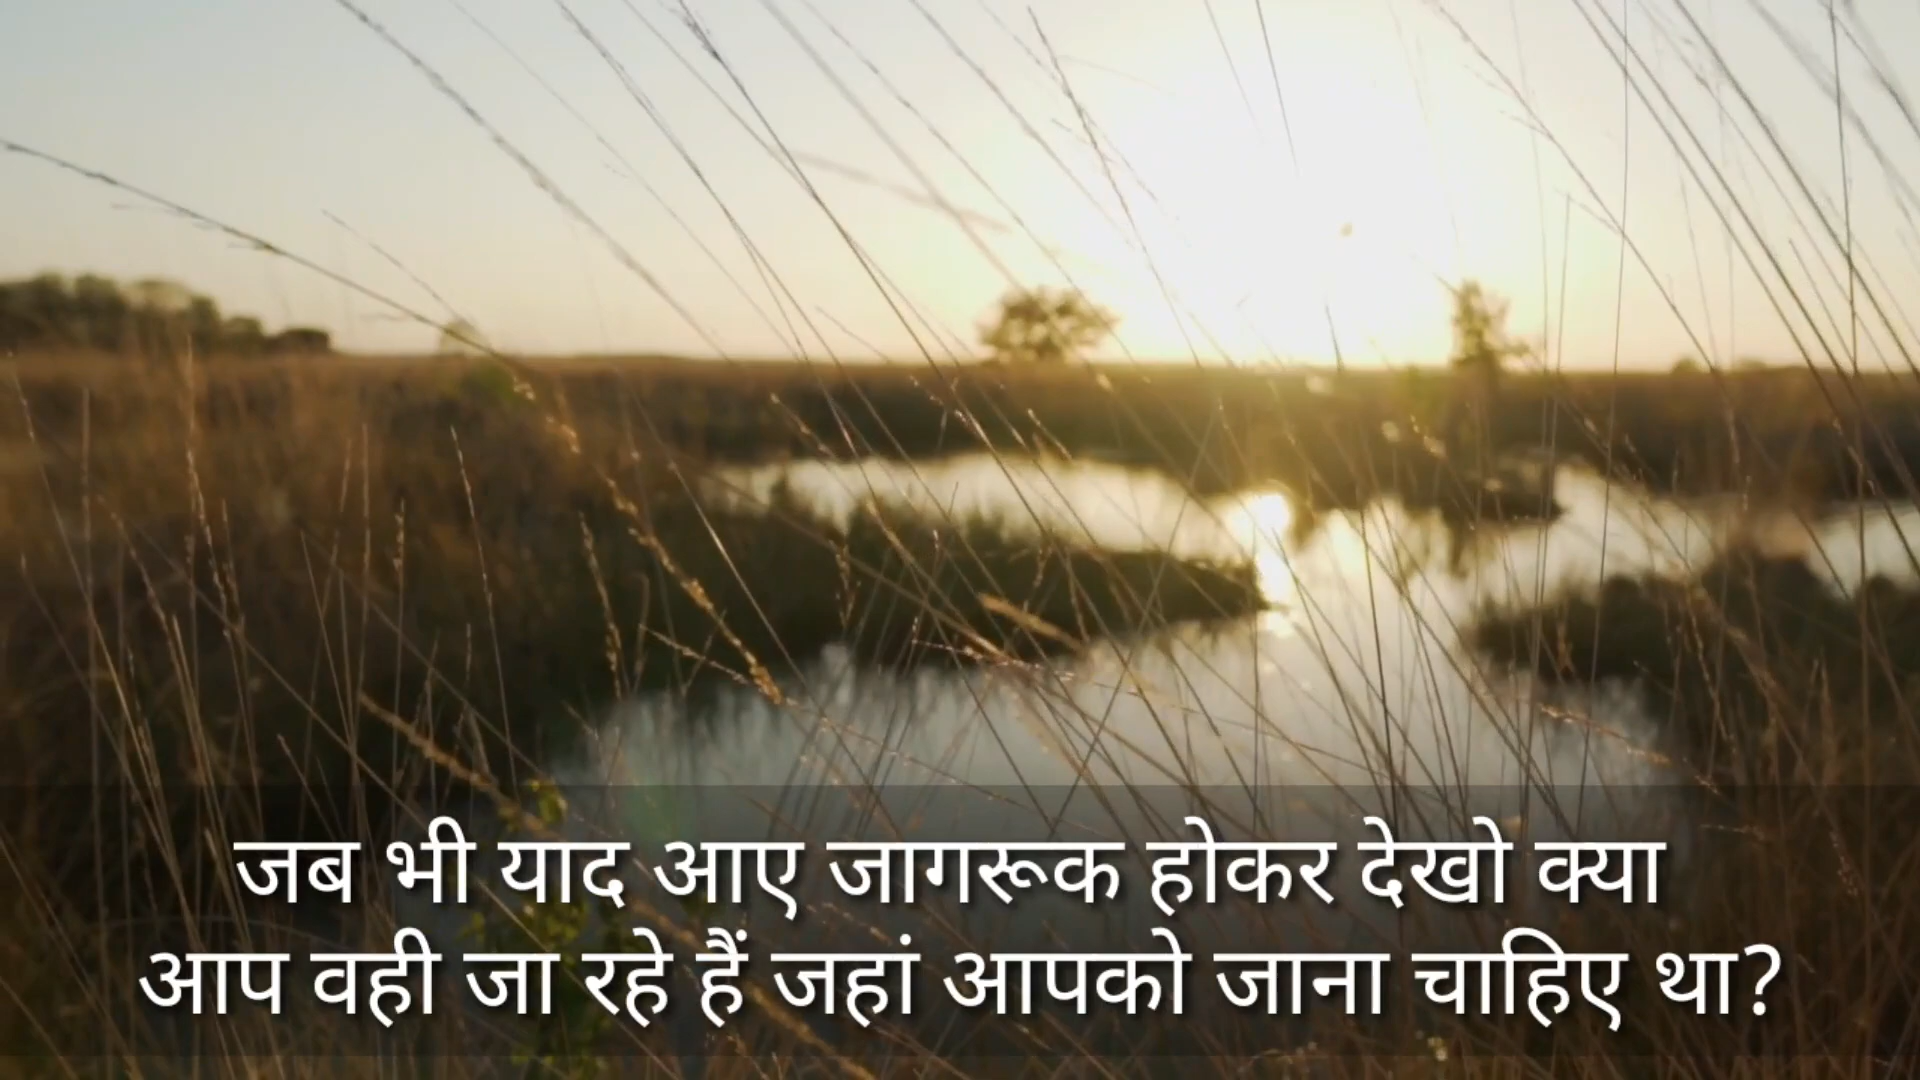 जब भी याद आए जागरूक होकर देखो क्या
आप वही जा रहे हैं जहां आपको जाना चाहिए था?